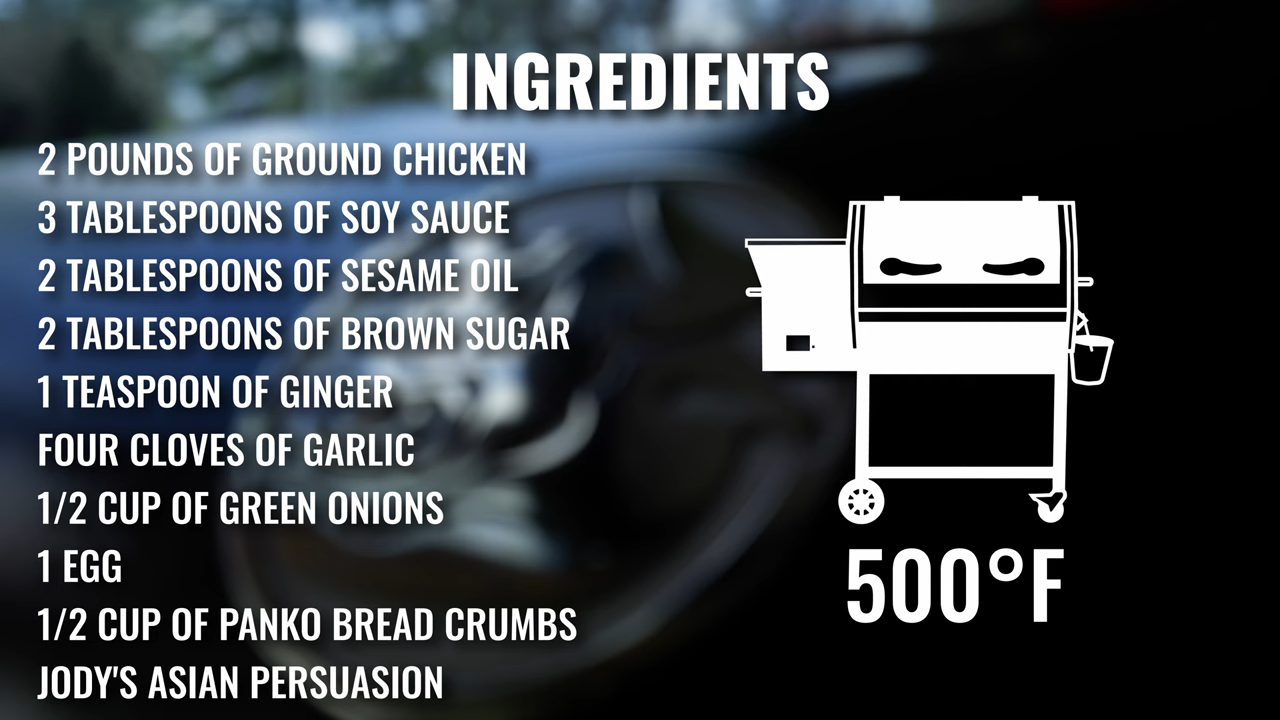 INGREDIENTS
2 POUNDS OF GROUND CHICKEN
3 TABLESPOONS OF SOY SAUCE
2 TABLESPOONS OF SESAME OIL
2 TABLESPOONS OF BROWN SUGAR
1 TEASPOON OF GINGER
FOUR CLOVES OF GARLIC
1/2 CUP OF GREEN ONIONS
1 EGG
1/2 CUP OF PANKO BREAD CRUMBS
JODY'S ASIAN PERSUASION
500°F